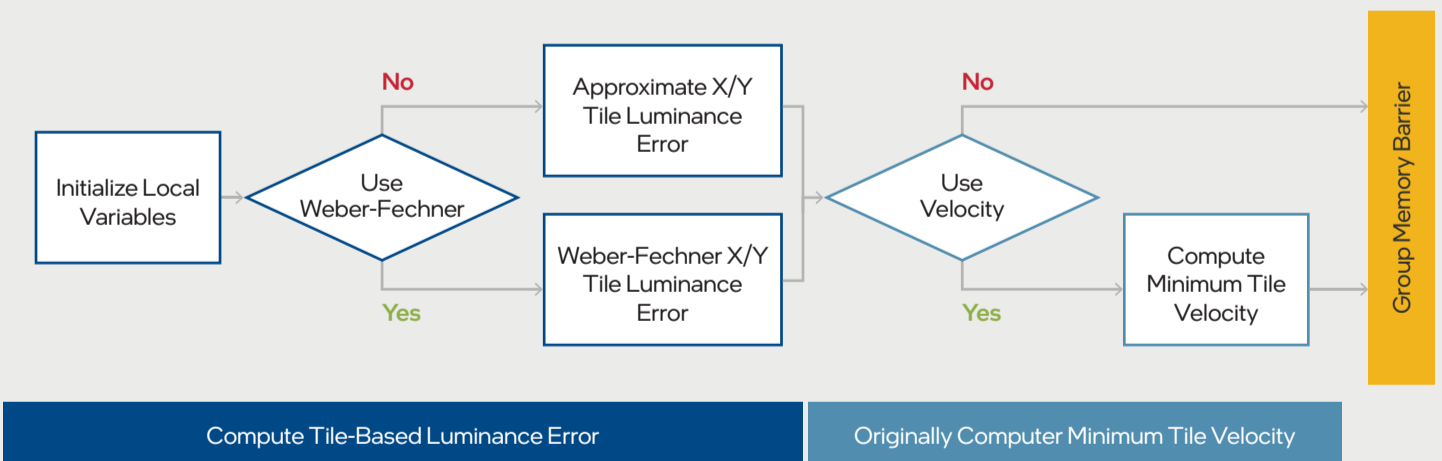 Initialize Local
Variables
Use
Weber-Fechner
No
Yes
Approximate X/Y
Tile Luminance
Error
Weber-Fechner X/Y
Tile Luminance
Error
Use
Velocity
No
Yes
Compute
Minimum Tile
Velocity
Group Memory Barrier
Compute Tile-Based Luminance Error
Originally Computer Minimum Tile Velocity